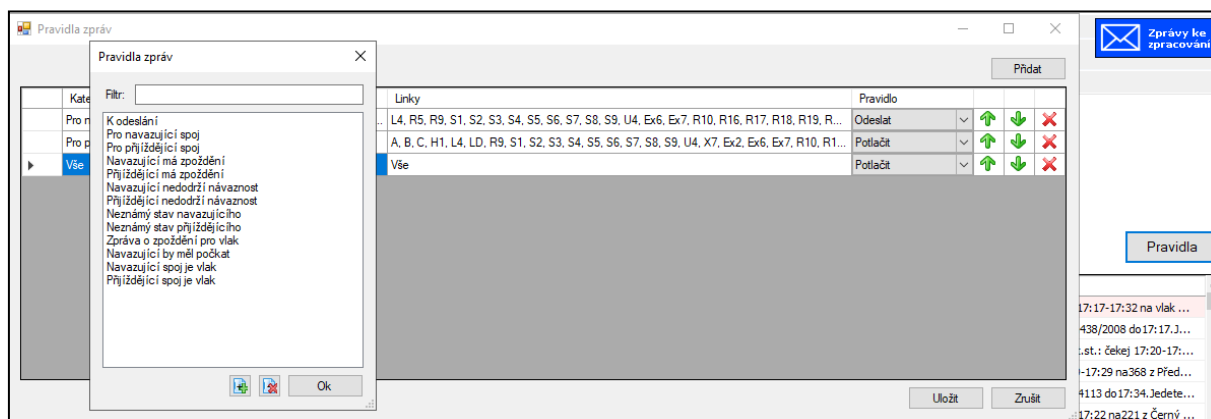 Pravidla zpráv
Zprávy ke
zpracování
Pravidla zpráv
Přidat
Filtr:
Kate
Linky
Pravidlo
Pro n
L4, R5, R9, S1, S2, S3, S4, S5, S6, S7, S8, S9, U4, Ex6, Ex7, R10, R16, R17, R18, R19, R...
Odeslat
Pro p
A, B, C, H1, L4, LD, R9, S1, S2, S3, S4, S5, S6, S7, S8, S9, U4, X7, Ex2, Ex6, Ex7, R10, R1...
Potlačit
Vše
Vše
Potlačit
K odeslání
Pro navazující spoj
Pro přijíždějící spoj
Navazující má zpoždění
Přijíždějící má zpoždění
Navazující nedodrží návaznost
Přijíždějící nedodrží návaznost
Neznámý stav navazujícího
Neznámý stav přijíždějícího
Zpráva o zpoždění pro vlak
Navazující by měl počkat
Navazující spoj je vlak
Přijíždějící spoj je vlak
Ok
Pravidla
17:17-17:32 na vlak ...
438/2008 do17:17.J...
.st.: čekej 17:20-17:...
-17:29 na368 z Před...
4113 do17:34.Jedete...
17:22 na221 z Černý ...
Uložit
Zrušit